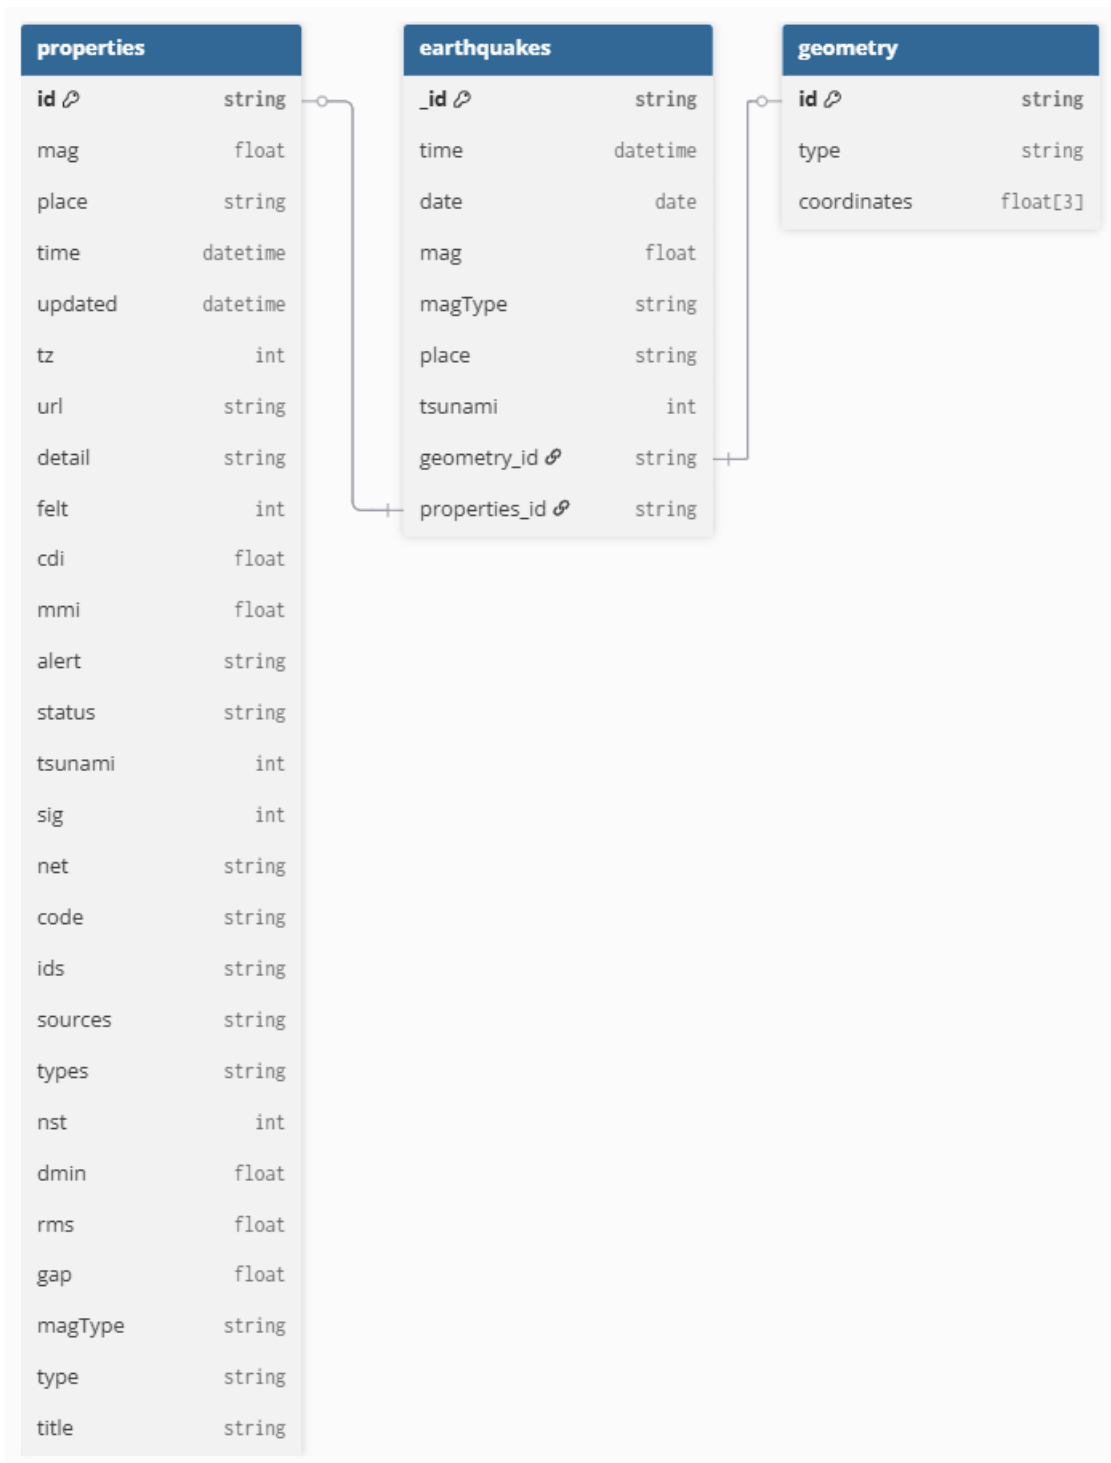 properties
id string
mag float
place string
time datetime
updated datetime
tz int
url string
detail string
felt int
cdi float
mmi float
alert string
status string
tsunami int
sig int
net string
code string
ids string
sources string
types string
nst int
dmin float
rms float
gap float
magType string
type string
title string
earthquakes
_id string
time datetime
date date
mag float
magType string
place string
tsunami int
geometry_id string
properties_id string
geometry
id string
type string
coordinates float[3]